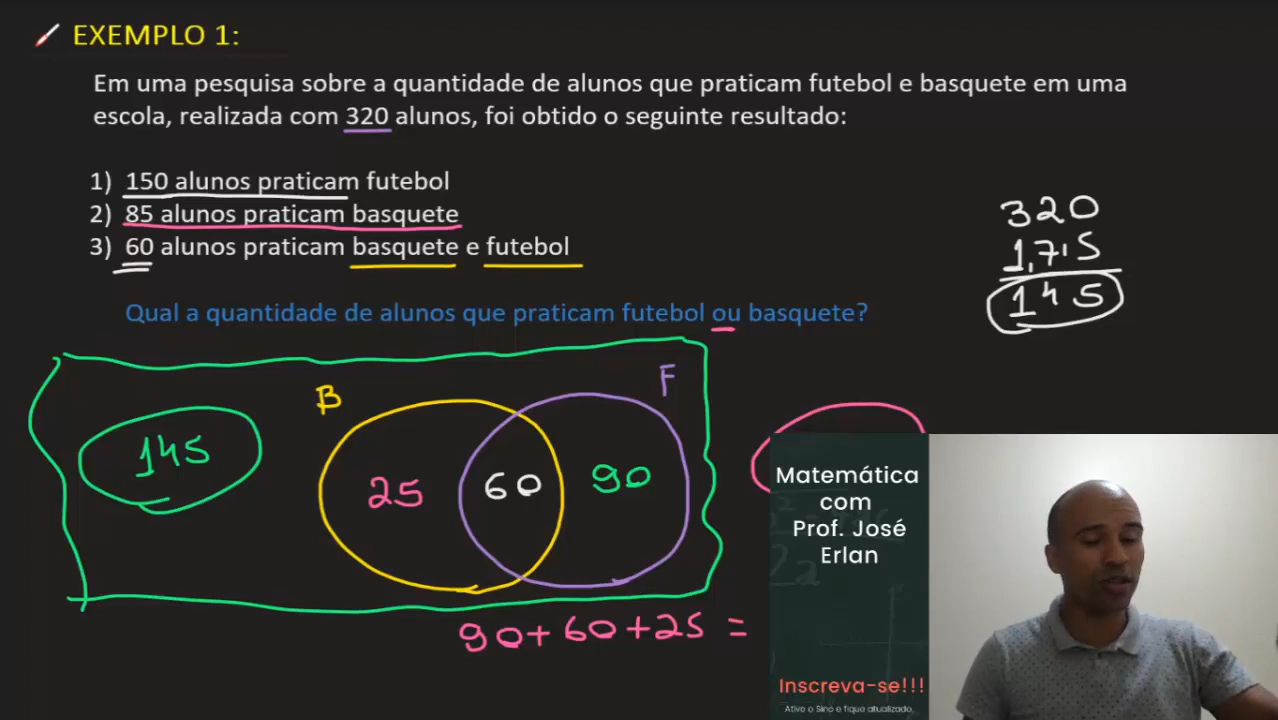 EXEMPLO 1:
Em uma pesquisa sobre a quantidade de alunos que praticam futebol e basquete em uma
escola, realizada com 320 alunos, foi obtido o seguinte resultado:
1) 150 alunos praticam futebol
2) 85 alunos praticam basquete
3) 60 alunos praticam basquete e futebol
320
175
145
Qual a quantidade de alunos que praticam futebol ou basquete?
B
F
145
25
60
90
90+60+25=
Matemática
com
Prof. José
Erlan
Inscreva-se!!!
Ative o Sino e fique atualizado.